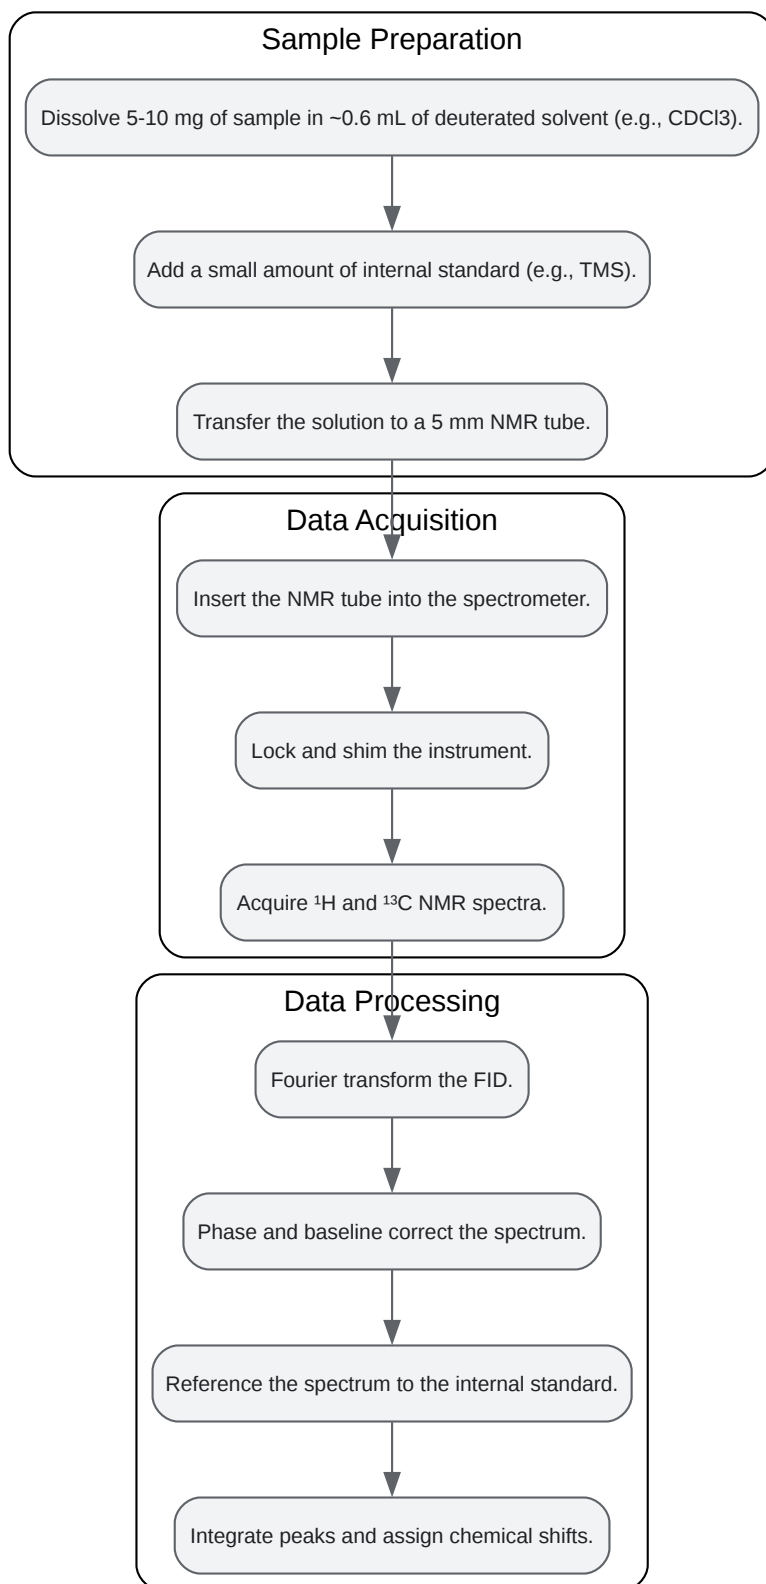 Sample Preparation
Dissolve 5-10 mg of sample in ~0.6 mL of deuterated solvent (e.g., CDCl3).
Add a small amount of internal standard (e.g., TMS).
Transfer the solution to a 5 mm NMR tube.
Data Acquisition
Insert the NMR tube into the spectrometer.
Lock and shim the instrument.
Acquire ¹H and ¹³C NMR spectra.
Data Processing
Fourier transform the FID.
Phase and baseline correct the spectrum.
Reference the spectrum to the internal standard.
Integrate peaks and assign chemical shifts.